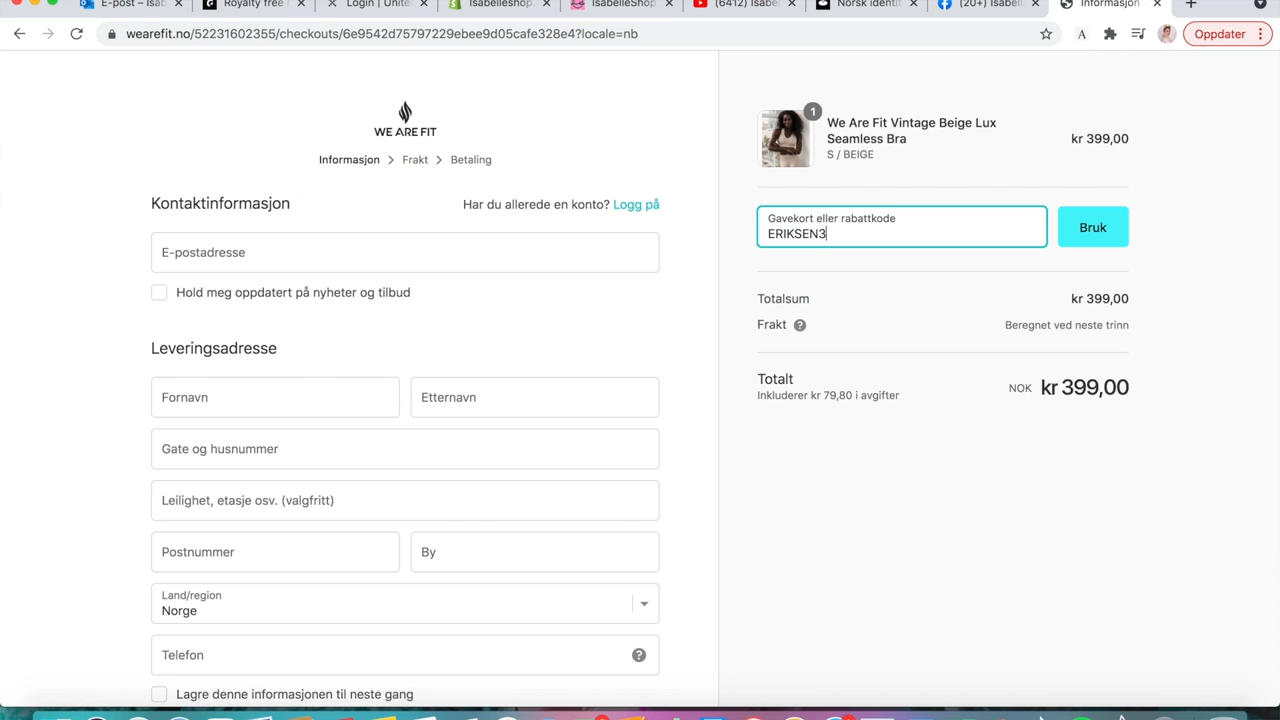 E-post – Isab
Royalty free
Login | Unite
Isabelleshop
IsabelleShop
(6412) Isabel
Norsk identit
(20+) Isabell
Informasjon
wearefit.no/52231602355/checkouts/6e9542d75797229ebee9d05cafe328e4?locale=nb
A
Oppdater
WE ARE FIT
Informasjon > Frakt > Betaling
Kontaktinformasjon
Har du allerede en konto? Logg på
E-postadresse
Hold meg oppdatert på nyheter og tilbud
Leveringsadresse
Fornavn
Etternavn
Gate og husnummer
Leilighet, etasje osv. (valgfritt)
Postnummer
By
Land/region
Norge
Telefon
?
Lagre denne informasjonen til neste gang
1
We Are Fit Vintage Beige Lux
Seamless Bra
S / BEIGE
kr 399,00
Gavekort eller rabattkode
ERIKSEN3
Bruk
Totalsum
kr 399,00
Frakt ?
Beregnet ved neste trinn
Totalt
Inkluderer kr 79,80 i avgifter
NOK kr 399,00